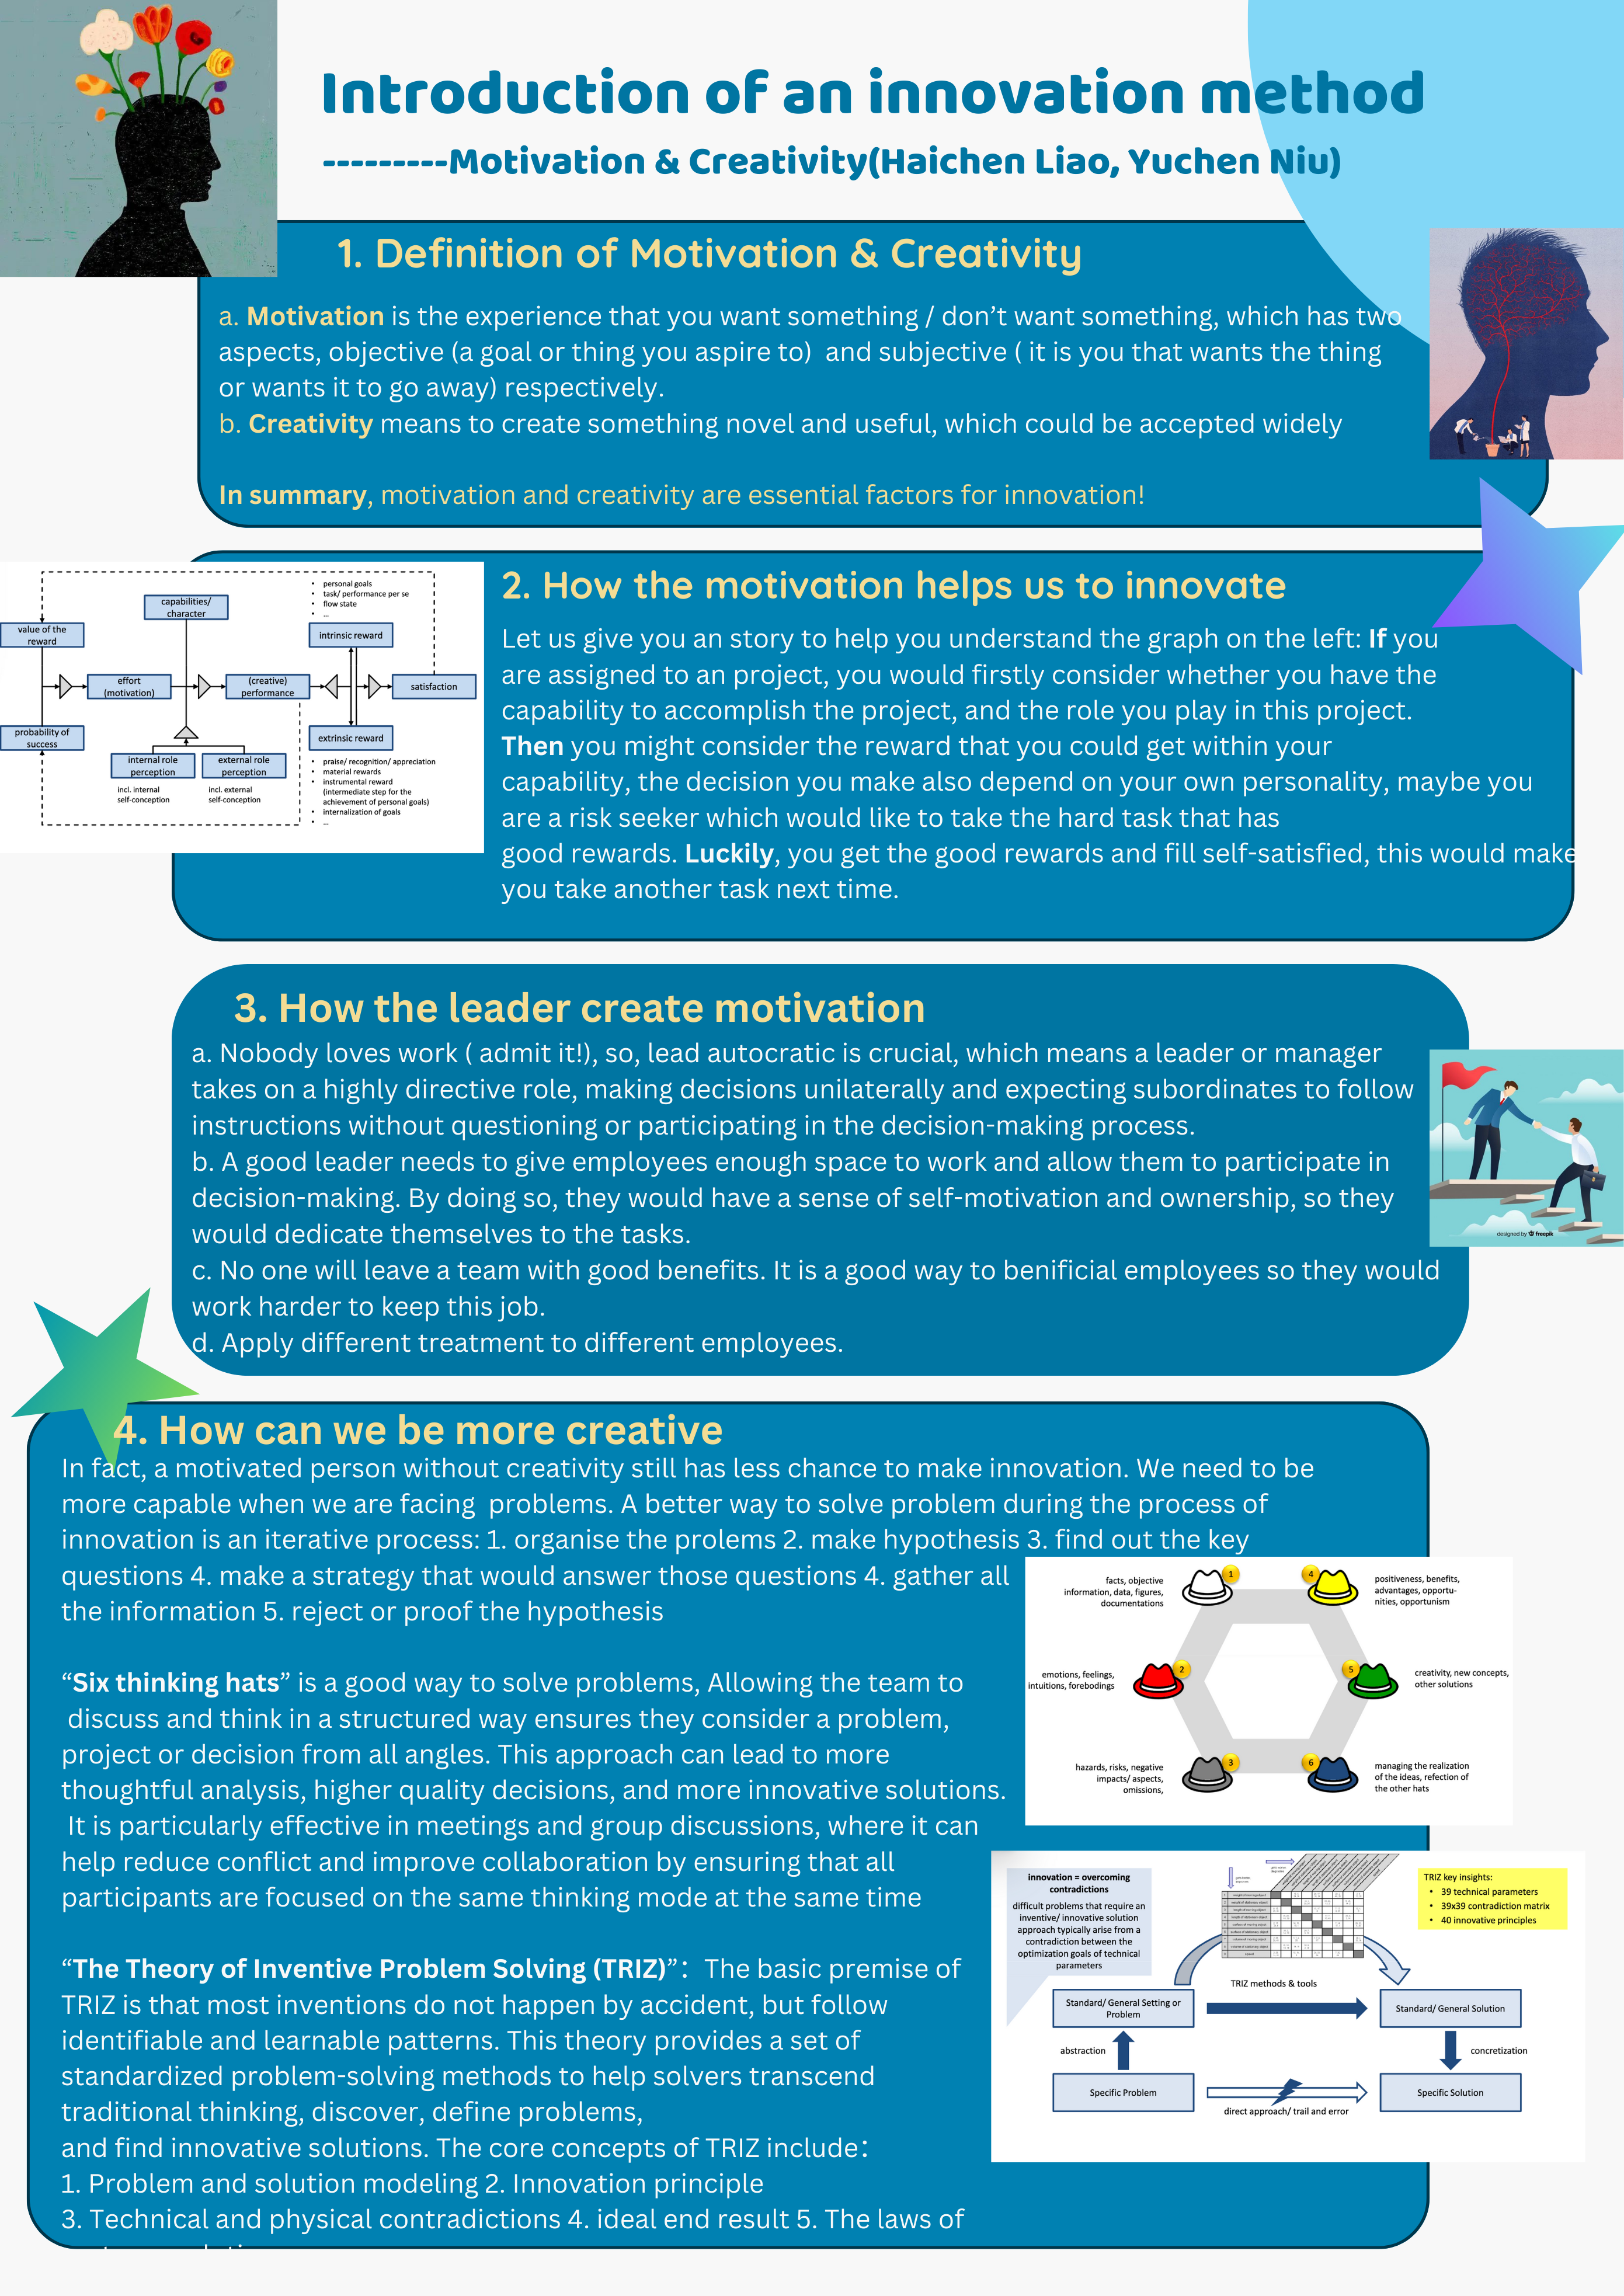 Introduction of an innovation method
---------Motivation & Creativity(Haichen Liao, Yuchen Niu)
1. Definition of Motivation & Creativity
a. Motivation is the experience that you want something / don’t want something, which has two
aspects, objective (a goal or thing you aspire to)  and subjective ( it is you that wants the thing
or wants it to go away) respectively.
b. Creativity means to create something novel and useful, which could be accepted widely
In summary, motivation and creativity are essential factors for innovation!
value of the
reward
capabilities/
character
• personal goals
• task/ performance per se
• flow state
• ...
intrinsic reward
effort
(motivation)
(creative)
performance
satisfaction
probability of
success
internal role
perception
external role
perception
extrinsic reward
incl. internal
self-conception
incl. external
self-conception
• praise/ recognition/ appreciation
• material rewards
• instrumental reward
(intermediate step for the
achievement of personal goals)
• internalization of goals
• ...
2. How the motivation helps us to innovate
Let us give you an story to help you understand the graph on the left: If you
are assigned to an project, you would firstly consider whether you have the
capability to accomplish the project, and the role you play in this project.
Then you might consider the reward that you could get within your
capability, the decision you make also depend on your own personality, maybe you
are a risk seeker which would like to take the hard task that has
good rewards. Luckily, you get the good rewards and fill self-satisfied, this would make
you take another task next time.
3. How the leader create motivation
a. Nobody loves work ( admit it!), so, lead autocratic is crucial, which means a leader or manager
takes on a highly directive role, making decisions unilaterally and expecting subordinates to follow
instructions without questioning or participating in the decision-making process.
b. A good leader needs to give employees enough space to work and allow them to participate in
decision-making. By doing so, they would have a sense of self-motivation and ownership, so they
would dedicate themselves to the tasks.
c. No one will leave a team with good benefits. It is a good way to benificial employees so they would
work harder to keep this job.
d. Apply different treatment to different employees.
designed by freepik
4. How can we be more creative
In fact, a motivated person without creativity still has less chance to make innovation. We need to be
more capable when we are facing  problems. A better way to solve problem during the process of
innovation is an iterative process: 1. organise the prolems 2. make hypothesis 3. find out the key
questions 4. make a strategy that would answer those questions 4. gather all
the information 5. reject or proof the hypothesis
“Six thinking hats” is a good way to solve problems, Allowing the team to
discuss and think in a structured way ensures they consider a problem,
project or decision from all angles. This approach can lead to more
thoughtful analysis, higher quality decisions, and more innovative solutions.
It is particularly effective in meetings and group discussions, where it can
help reduce conflict and improve collaboration by ensuring that all
participants are focused on the same thinking mode at the same time
facts, objective
information, data, figures,
documentations
1
4
positiveness, benefits,
advantages, opportu-
nities, opportunism
emotions, feelings,
intuitions, forebodings
2
5
creativity, new concepts,
other solutions
hazards, risks, negative
impacts/ aspects,
omissions,
3
6
managing the realization
of the ideas, refection of
the other hats
“The Theory of Inventive Problem Solving (TRIZ)”：The basic premise of
TRIZ is that most inventions do not happen by accident, but follow
identifiable and learnable patterns. This theory provides a set of
standardized problem-solving methods to help solvers transcend
traditional thinking, discover, define problems,
and find innovative solutions. The core concepts of TRIZ include：
1. Problem and solution modeling 2. Innovation principle
3. Technical and physical contradictions 4. ideal end result 5. The laws of
innovation = overcoming
contradictions
difficult problems that require an
inventive/ innovative solution
approach typically arise from a
contradiction between the
optimization goals of technical
parameters
TRIZ key insights:
• 39 technical parameters
• 39x39 contradiction matrix
• 40 innovative principles
TRIZ methods & tools
Standard/ General Setting or
Problem
Standard/ General Solution
abstraction
concretization
Specific Problem
Specific Solution
direct approach/ trail and error